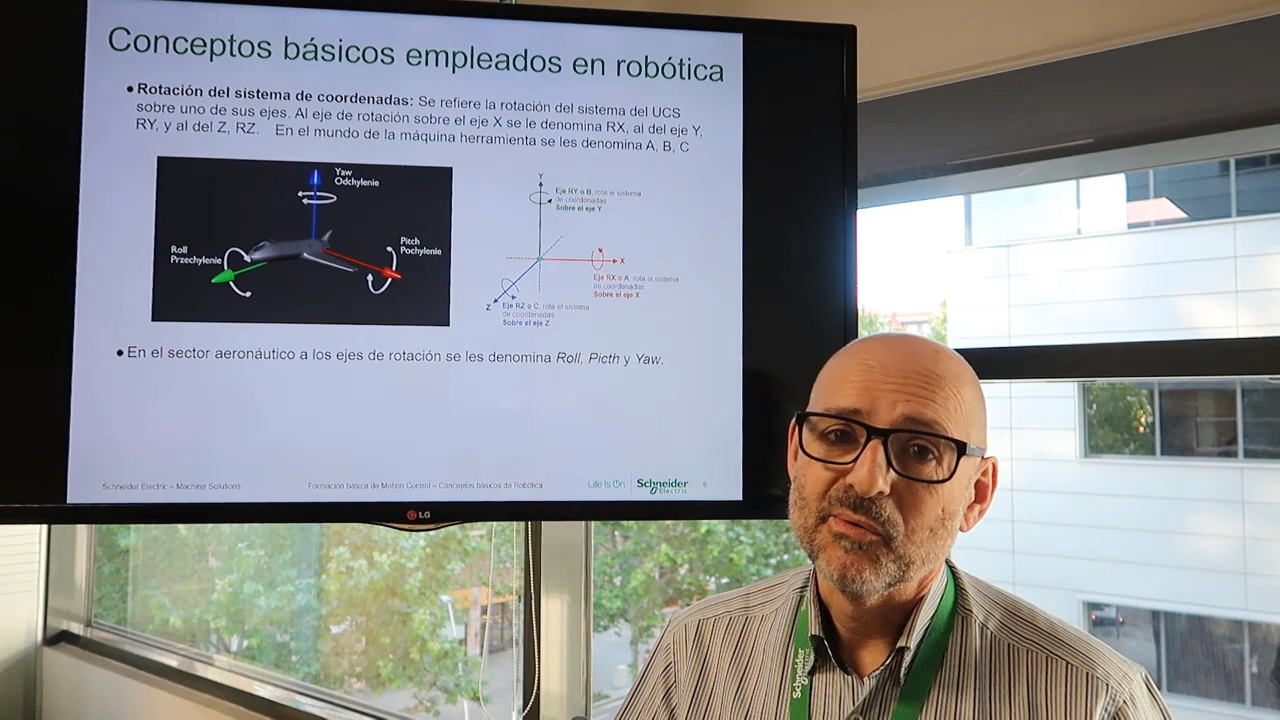 Conceptos básicos empleados en robótica
• Rotación del sistema de coordenadas: Se refiere la rotación del sistema del UCS
sobre uno de sus ejes. Al eje de rotación sobre el eje X se le denomina RX, al del eje Y,
RY, y al del Z, RZ. En el mundo de la máquina herramienta se les denomina A, B, C
Yaw
Odchylenie
Roll
Przechylenie
Pitch
Pochylenie
Y
Eje RY o B, rota el sistema
de coordenadas
Sobre el eje Y
X
Eje RX o A, rota el sistema
de coordenadas
Sobre el eje X
Z
Eje RZ o C, rota el sistema
de coordenadas
Sobre el eje Z
• En el sector aeronáutico a los ejes de rotación se les denomina Roll, Picth y Yaw.
Schneider Electric – Machine Solutions
Formación básica de Motion Control – Conceptos básicos de Robótica
Life Is On
Schneider
Electric
6
LG
Schneider
Electric